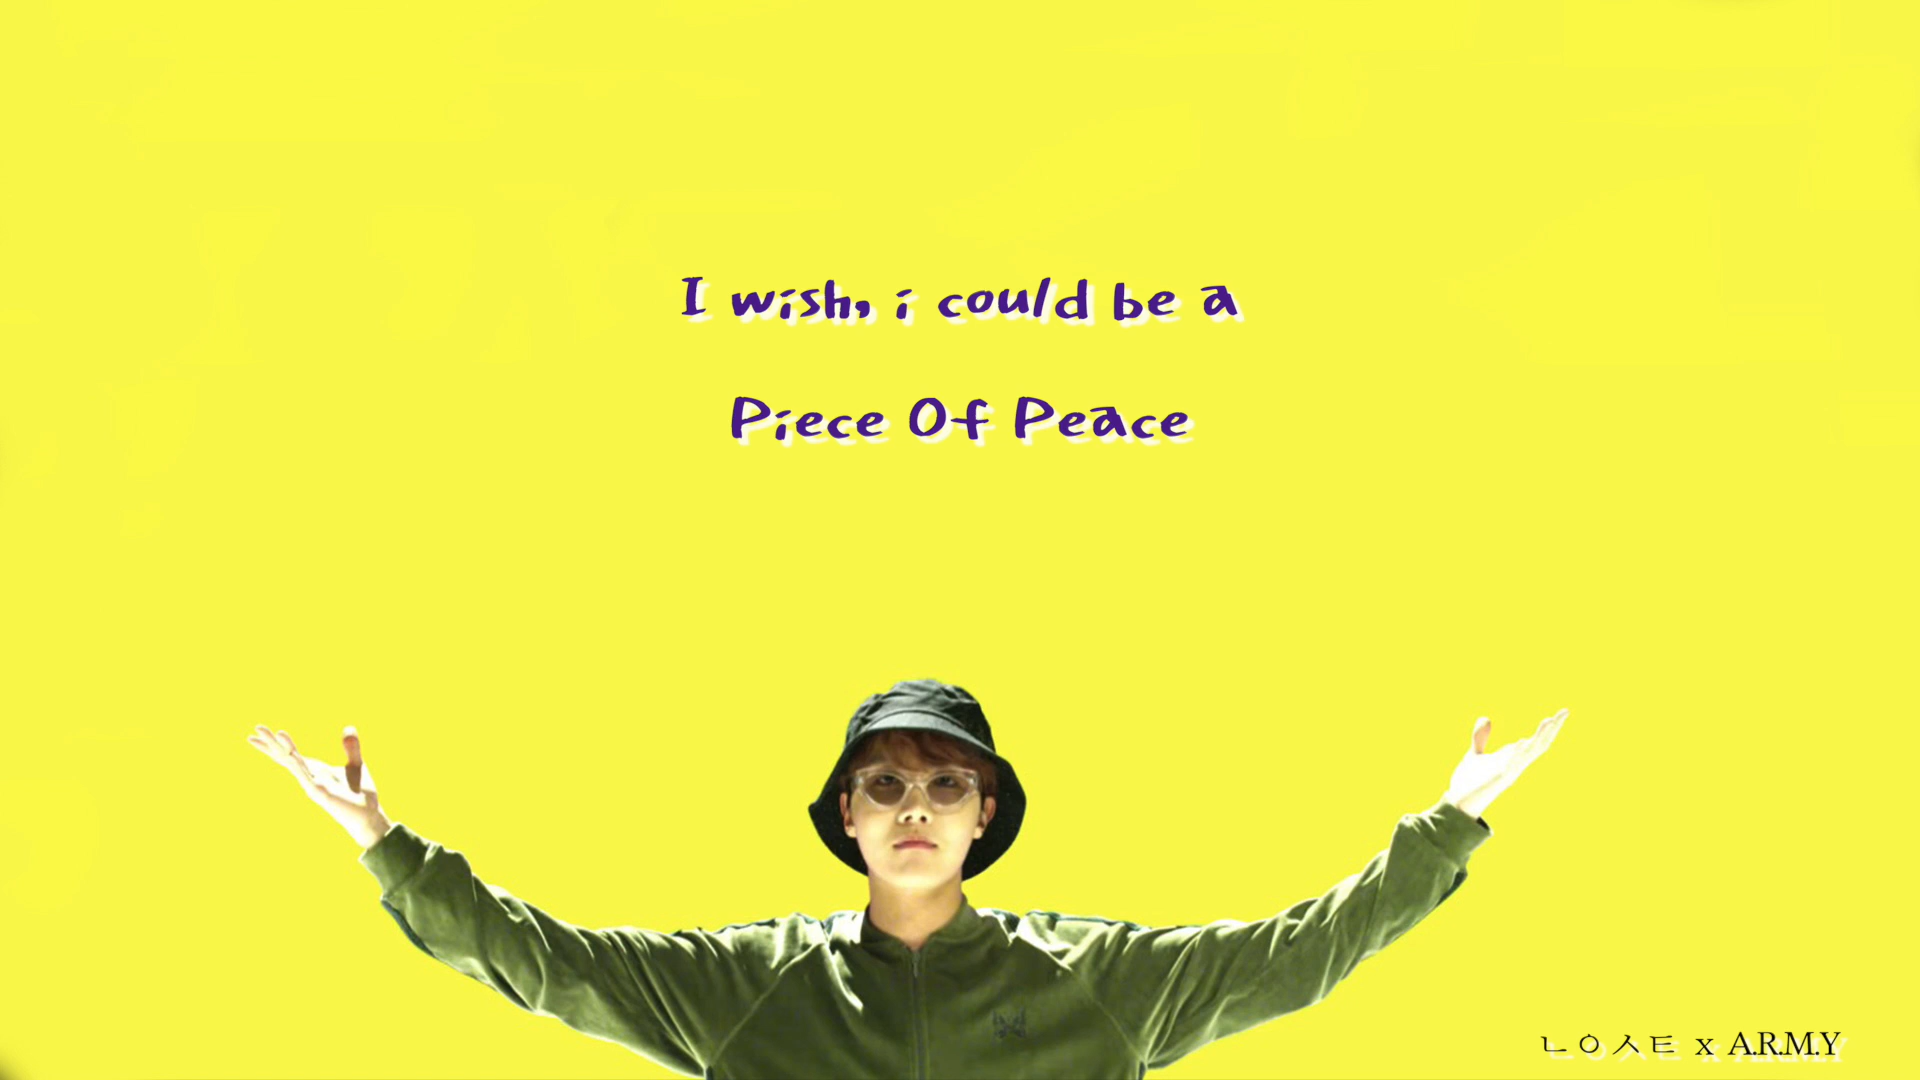 I wish, i could be a
Piece Of Peace
ㄴㅇㅅㅌ x A.R.M.Y